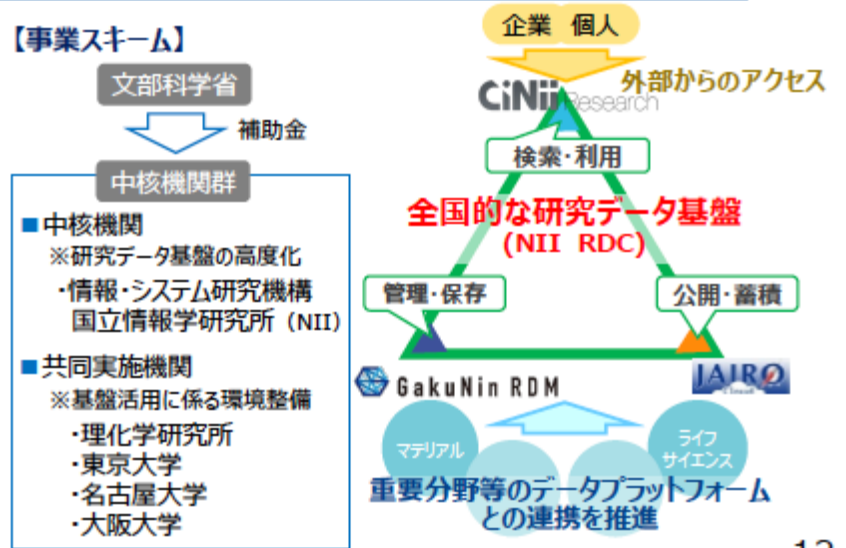 【事業スキーム】
文部科学省
補助金
中核機関群
■中核機関
※研究データ基盤の高度化
・情報・システム研究機構
国立情報学研究所（NII）
■共同実施機関
※基盤活用に係る環境整備
・理化学研究所
・東京大学
・名古屋大学
・大阪大学
企業 個人
外部からのアクセス
CiNii Research
検索・利用
全国的な研究データ基盤
(NII RDC)
管理・保存
公開・蓄積
GakuNin RDM
JAIRO
マテリアル
ライフ
サイエンス
重要分野等のデータプラットフォーム
との連携を推進